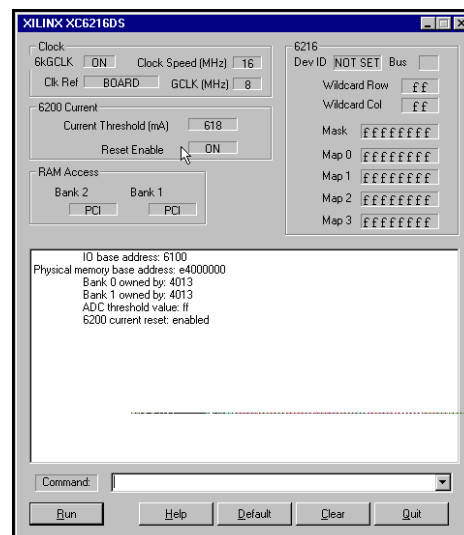 XILINX XC6216DS
Clock
6kGCLK ON Clock Speed (MHz) 16
Clk Ref BOARD GCLK (MHz) 8
6200 Current
Current Threshold (mA) 618
Reset Enable ON
RAM Access
Bank 2 Bank 1
PCI PCI
6216
Dev ID NOT SET Bus
Wildcard Row ff
Wildcard Col ff
Mask ffffffff
Map 0 ffffffff
Map 1 ffffffff
Map 2 ffffffff
Map 3 ffffffff
IO base address: 6100
Physical memory base address: e4000000
Bank 0 owned by: 4013
Bank 1 owned by: 4013
ADC threshold value: ff
6200 current reset: enabled
Command:
Run Help Default Clear Quit